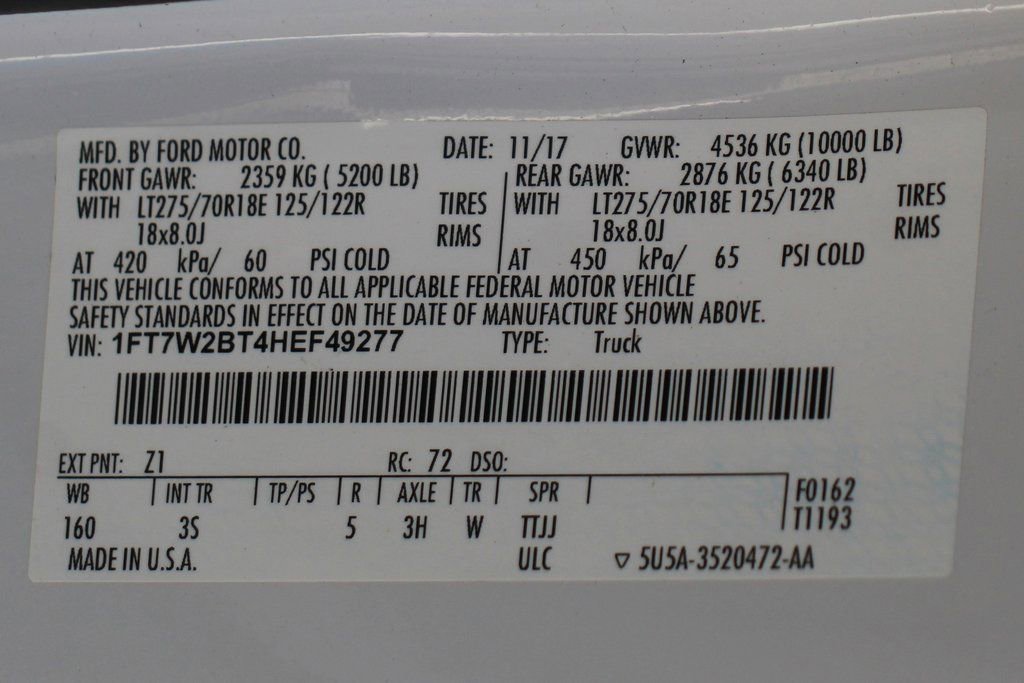 MFD. BY FORD MOTOR CO. DATE: 11/17 GVWR: 4536 KG (10000 LB)
FRONT GAWR: 2359 KG ( 5200 LB) REAR GAWR: 2876 KG ( 6340 LB)
WITH LT275/70R18E 125/122R TIRES WITH LT275/70R18E 125/122R TIRES
18x8.0J RIMS 18x8.0J RIMS
AT 420 kPa/ 60 PSI COLD AT 450 kPa/ 65 PSI COLD
THIS VEHICLE CONFORMS TO ALL APPLICABLE FEDERAL MOTOR VEHICLE
SAFETY STANDARDS IN EFFECT ON THE DATE OF MANUFACTURE SHOWN ABOVE.
VIN: 1FT7W2BT4HEF49277 TYPE: Truck
EXT PNT: Z1 RC: 72 DSO:
WB INT TR TP/PS R AXLE TR SPR F0162
160 3S 5 3H W TTJJ T1193
MADE IN U.S.A. ULC ▽ 5U5A-3520472-AA